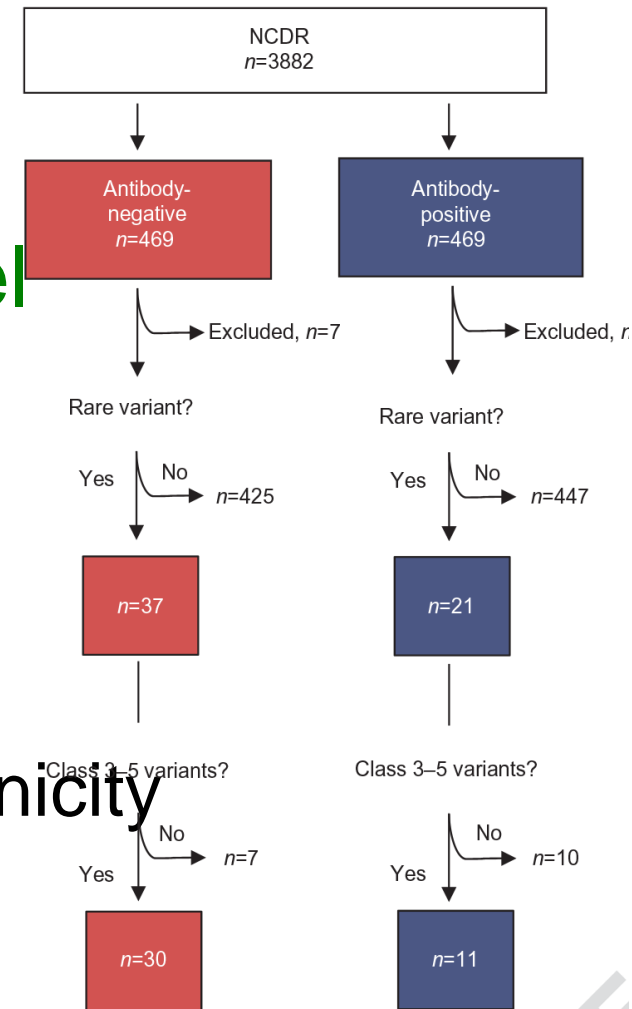 NCDR
n=3882
Antibody-
negative
n=469
Antibody-
positive
n=469
el
Excluded, n=7
Excluded, n
Rare variant?
Rare variant?
Yes
No
n=425
Yes
No
n=447
n=37
n=21
Class 3–5 variants?
Class 3–5 variants?
nicity
No
n=7
Yes
No
n=10
Yes
n=30
n=11